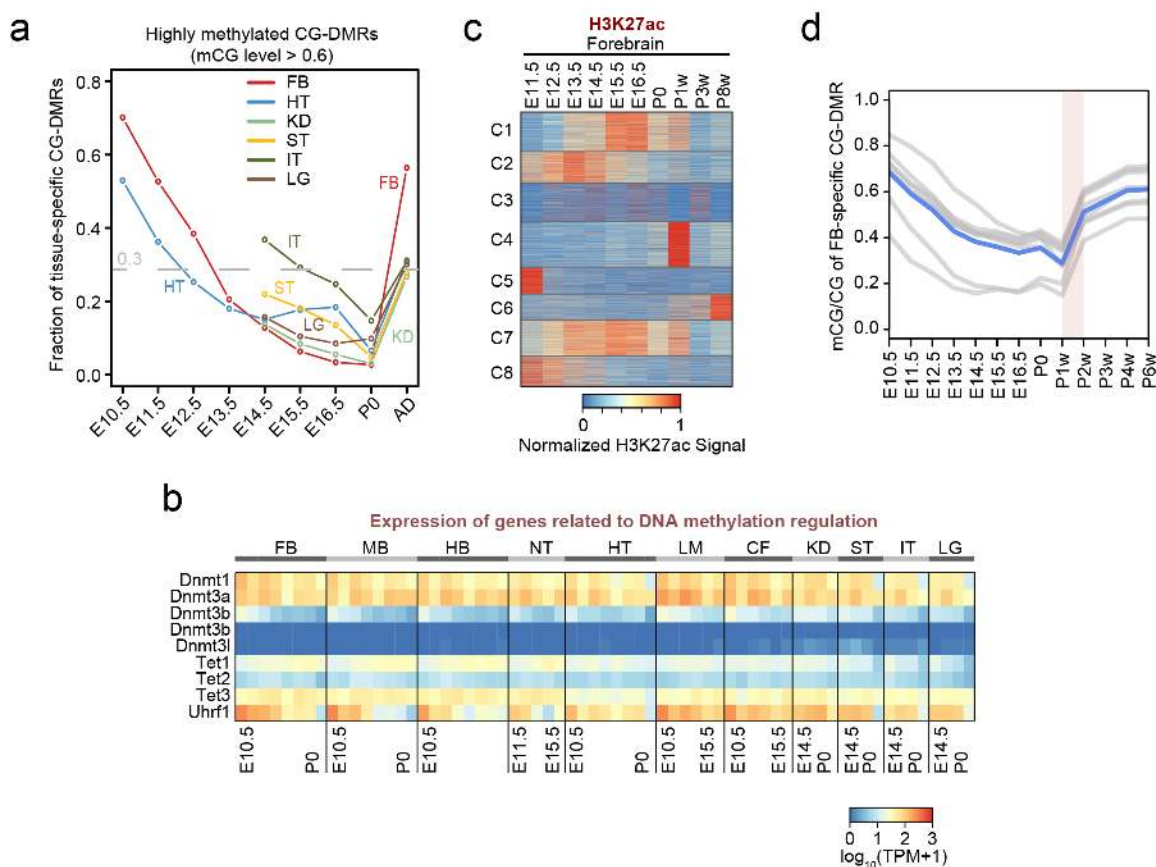 a
Highly methylated CG-DMRs
(mCG level > 0.6)
Fraction of tissue-specific CG-DMRs
0.8
0.6
0.4
0.2
0.0
0.3
FB
HT
KD
ST
IT
LG
FB
HT
IT
ST
LG
KD
E10.5
E11.5
E12.5
E13.5
E14.5
E15.5
E16.5
P0
AD
c
H3K27ac
Forebrain
E11.5
E12.5
E13.5
E14.5
E15.5
E16.5
P0
P1w
P3w
P8w
C1
C2
C3
C4
C5
C6
C7
C8
0 1
Normalized H3K27ac Signal
d
mCG/CG of FB-specific CG-DMR
1.0
0.8
0.6
0.4
0.2
0.0
E10.5
E11.5
E12.5
E13.5
E14.5
E15.5
E16.5
P0
P1w
P2w
P3w
P4w
P6w
b
Expression of genes related to DNA methylation regulation
FB MB HB NT HT LM CF KD ST IT LG
Dnmt1
Dnmt3a
Dnmt3b
Dnmt3b
Dnmt3l
Tet1
Tet2
Tet3
Uhrf1
E10.5 P0 E10.5 P0 E10.5 P0 E11.5 E15.5 E10.5 P0 E10.5 E15.5 E10.5 E15.5 E14.5 P0 E14.5 P0 E14.5 P0 E14.5 P0
0 1 2 3
log10(TPM+1)